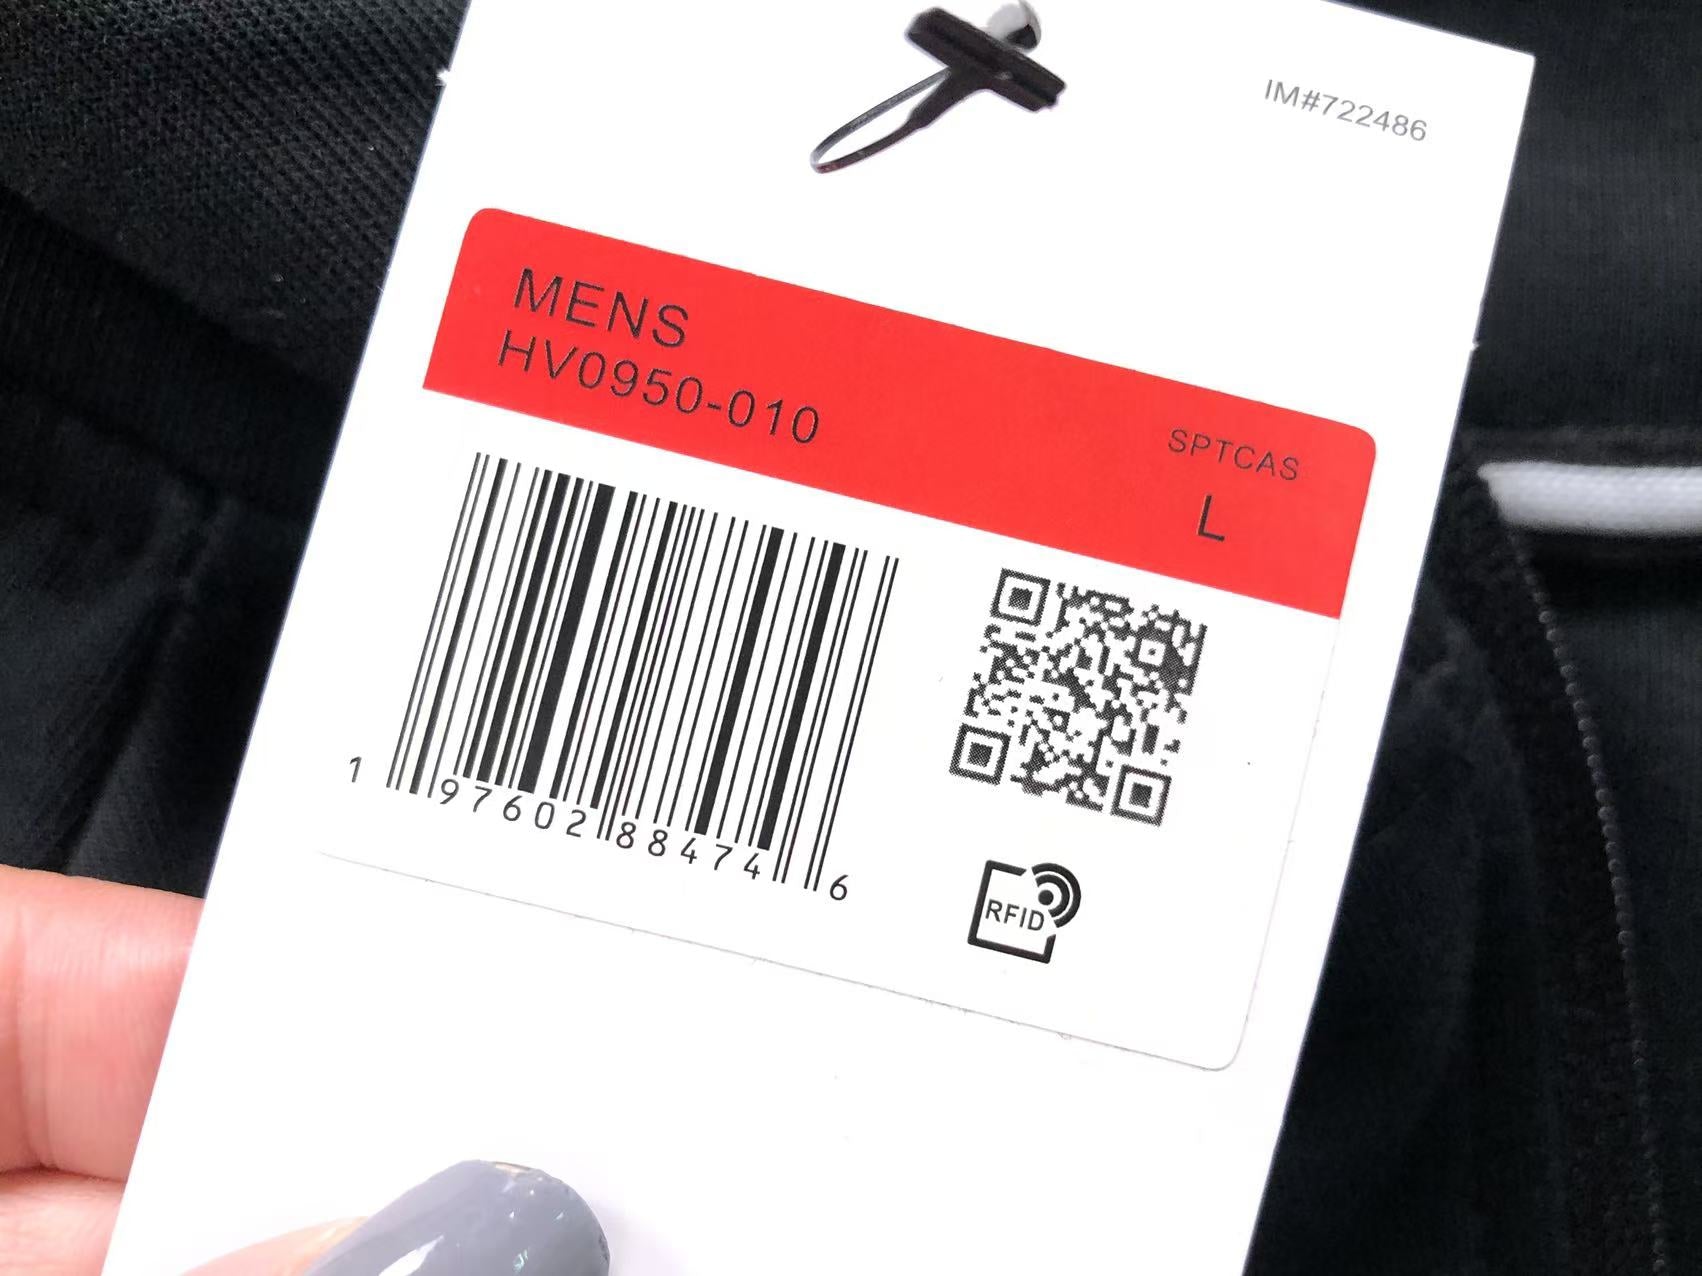 IM#722486
MENS
HV0950-010
SPTCAS
L
1 97602 88474 6
RFID